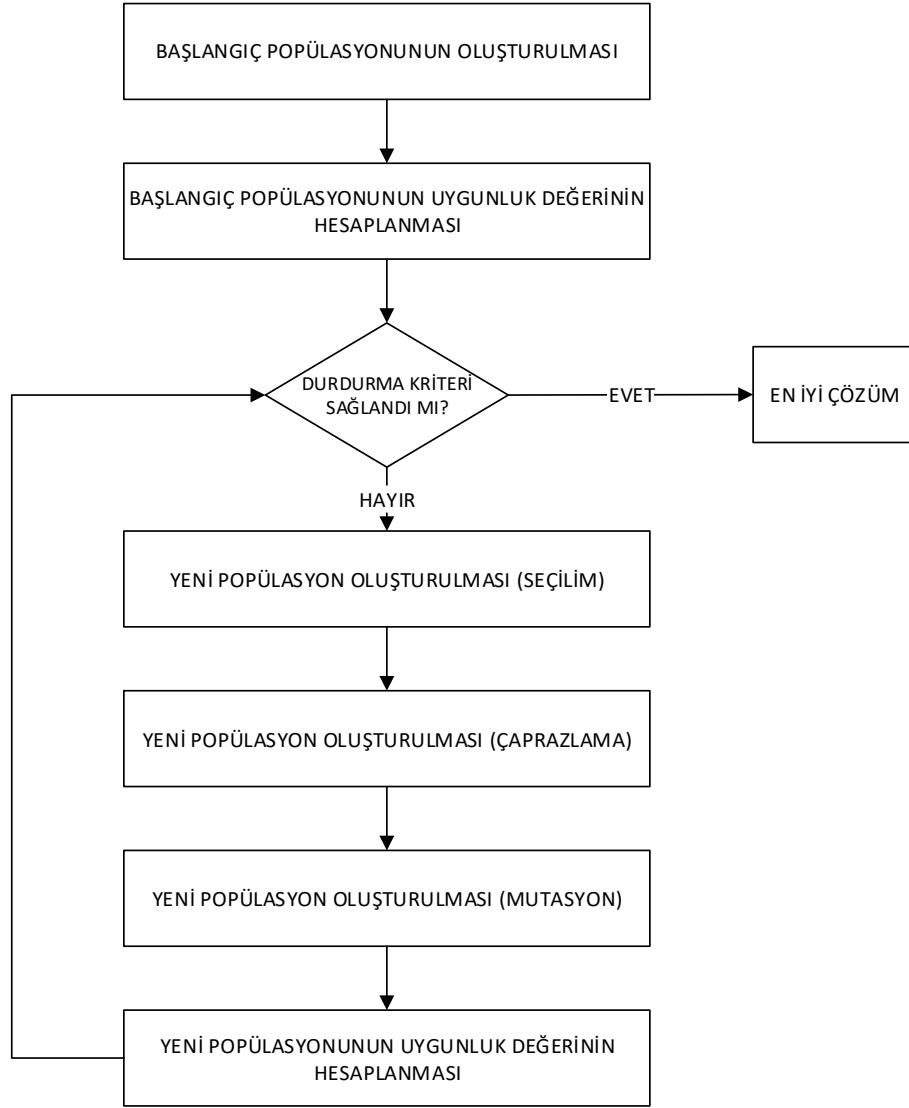 BAŞLANGIÇ POPÜLASYONUNUN OLUŞTURULMASI
BAŞLANGIÇ POPÜLASYONUNUN UYGUNLUK DEĞERİNİN
HESAPLANMASI
DURDURMA KRİTERİ
SAĞLANDI MI?
EVET
EN İYİ ÇÖZÜM
HAYIR
YENİ POPÜLASYON OLUŞTURULMASI (SEÇİLİM)
YENİ POPÜLASYON OLUŞTURULMASI (ÇAPRAZLAMA)
YENİ POPÜLASYON OLUŞTURULMASI (MUTASYON)
YENİ POPÜLASYONUNUN UYGUNLUK DEĞERİNİN
HESAPLANMASI